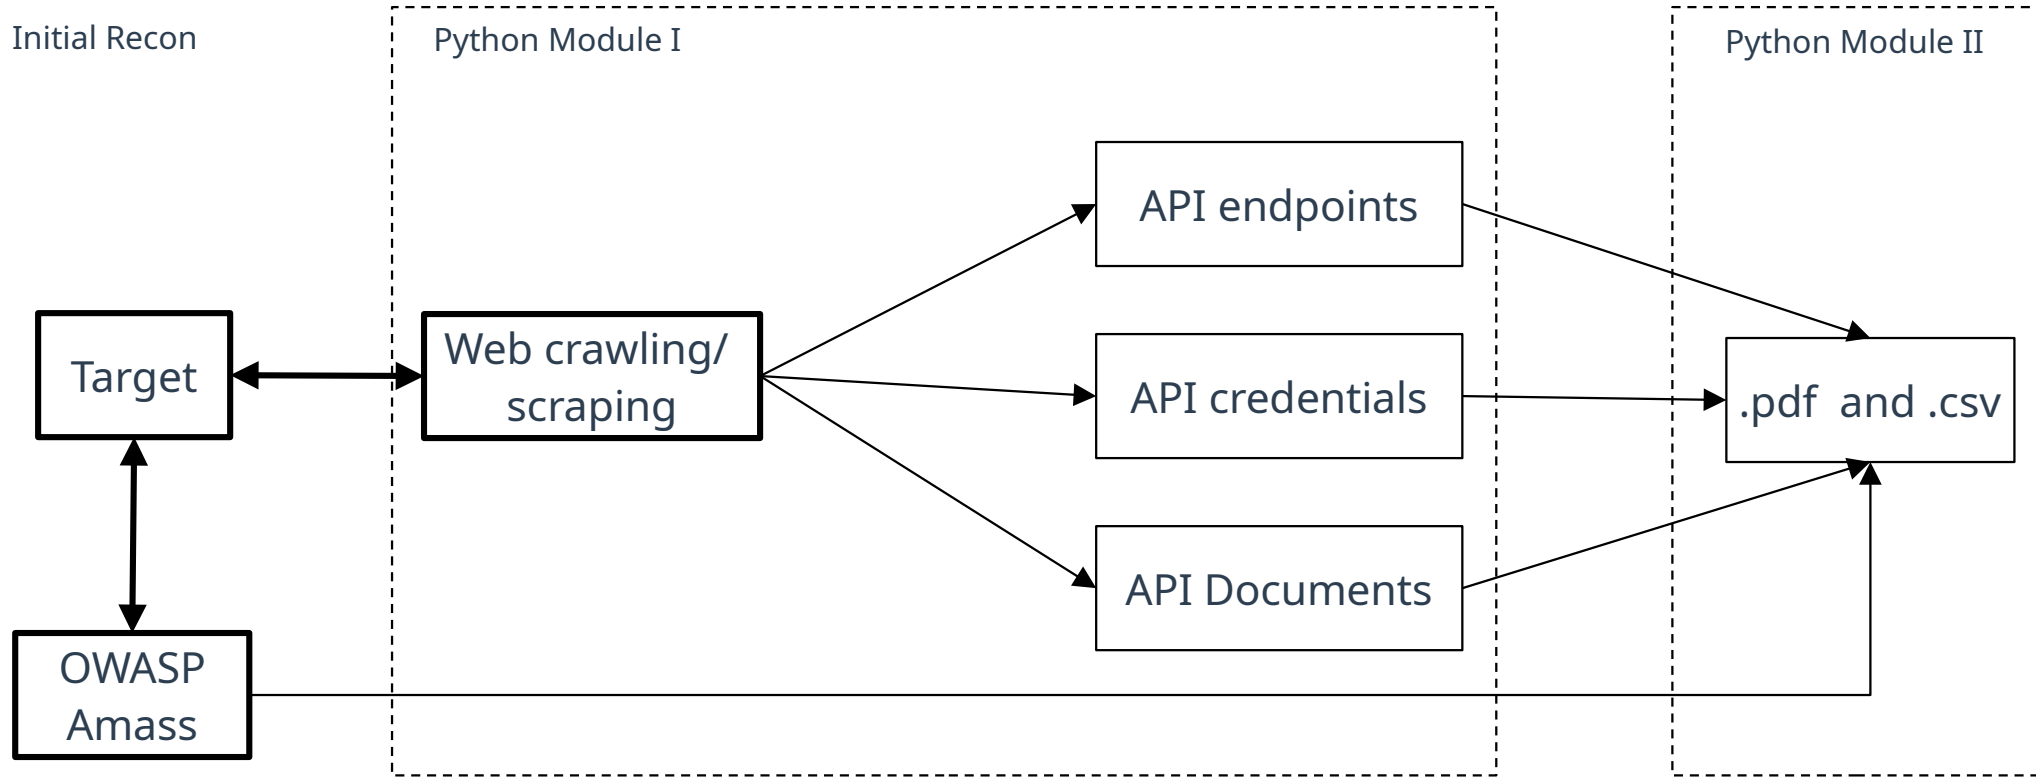 Initial Recon
Python Module I
Python Module II
API endpoints
Target
Web crawling/
scraping
API credentials
.pdf  and .csv
API Documents
OWASP
Amass